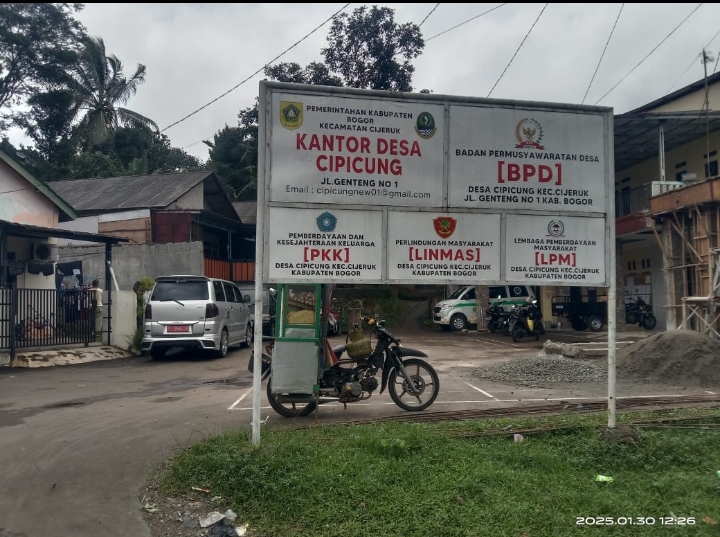 PEMERINTAHAN KABUPATEN
BOGOR
KECAMATAN CIJERUK
KANTOR DESA
CIPICUNG
JL.GENTENG NO 1
Email : cipicungnew01@gmail.com
BADAN PERMUSYAWARATAN DESA
[BPD]
DESA CIPICUNG KEC.CIJERUK
JL. GENTENG NO 1 KAB. BOGOR
PEMBERDAYAAN DAN
KESEJAHTERAAN KELUARGA
[PKK]
DESA CIPICUNG KEC.CIJERUK
KABUPATEN BOGOR
PERLINDUNGAN MASYARAKAT
[LINMAS]
DESA CIPICUNG KEC.CIJERUK
KABUPATEN BOGOR
LEMBAGA PEMBERDAYAAN
MASYARAKAT
[LPM]
DESA CIPICUNG KEC.CIJERUK
KABUPATEN BOGOR
2025.01.30 12:26